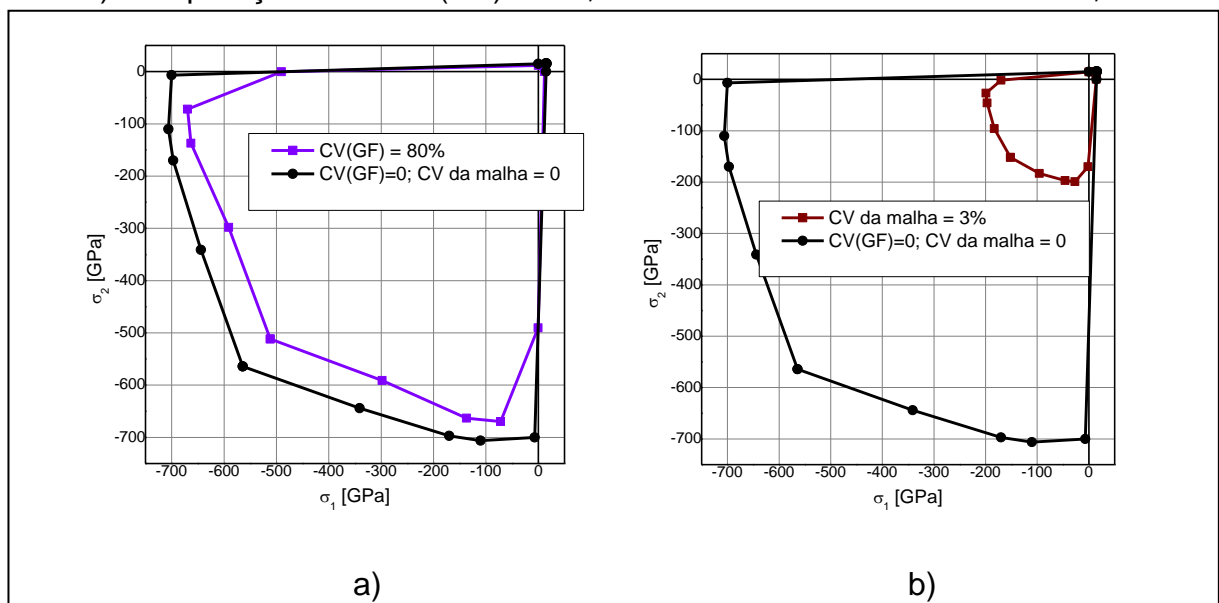 -700 -600 -500 -400 -300 -200 -100 0
-700
-600
-500
-400
-300
-200
-100
0
σ2 [GPa]
σ1 [GPa]
CV(GF) = 80%
CV(GF)=0; CV da malha = 0
a)
-700 -600 -500 -400 -300 -200 -100 0
-700
-600
-500
-400
-300
-200
-100
0
σ2 [GPa]
σ1 [GPa]
CV da malha = 3%
CV(GF)=0; CV da malha = 0
b)